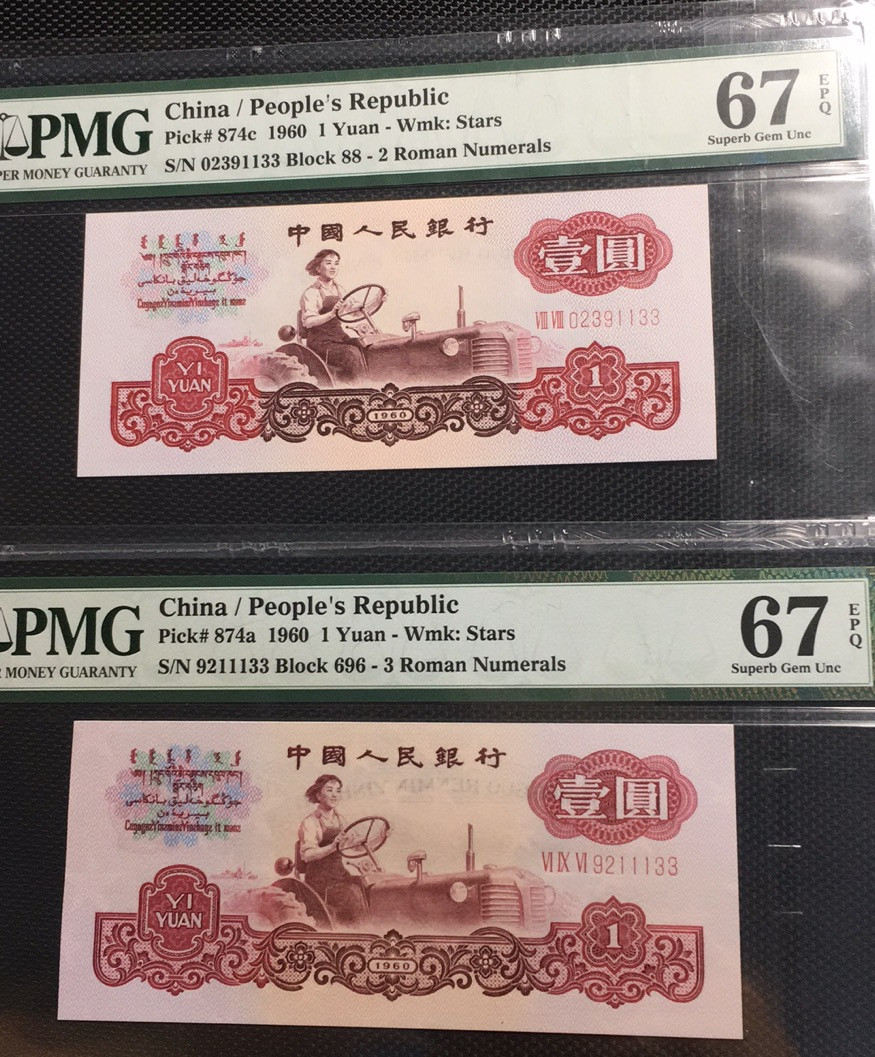 PMG
PER MONEY GUARANTY
China / People's Republic
Pick# 874c 1960 1 Yuan - Wmk: Stars
S/N 02391133 Block 88 - 2 Roman Numerals
67
EPQ
Superb Gem Unc
中國人民銀行
壹圓
VIII VIII 02391133
YI
YUAN
1960
1
PMG
MONEY GUARANTY
China / People's Republic
Pick# 874a 1960 1 Yuan - Wmk: Stars
S/N 9211133 Block 696 - 3 Roman Numerals
67
EPQ
Superb Gem Unc
中國人民銀行
壹圓
VI IX VI 9211133
YI
YUAN
1960
1